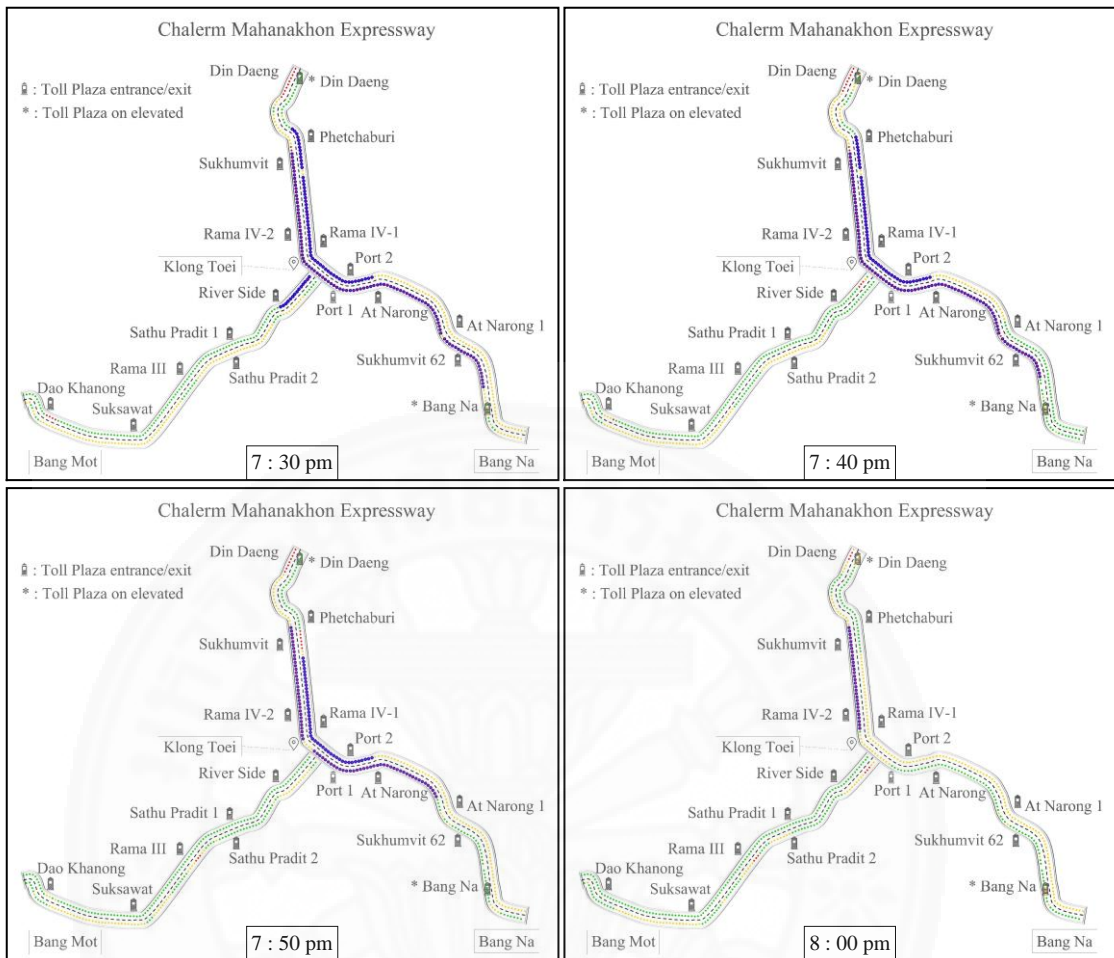 Chalerm Mahanakhon Expressway
Din Daeng
* Din Daeng
: Toll Plaza entrance/exit
* : Toll Plaza on elevated
Phetchaburi
Sukhumvit
Rama IV-2
Rama IV-1
Klong Toei
Port 2
River Side
Port 1
At Narong
At Narong 1
Sathu Pradit 1
Sukhumvit 62
Rama III
Sathu Pradit 2
Dao Khanong
Suksawat
* Bang Na
Bang Mot
7 : 30 pm
Bang Na
Chalerm Mahanakhon Expressway
Din Daeng
* Din Daeng
: Toll Plaza entrance/exit
* : Toll Plaza on elevated
Phetchaburi
Sukhumvit
Rama IV-2
Rama IV-1
Klong Toei
Port 2
River Side
Port 1
At Narong
At Narong 1
Sathu Pradit 1
Sukhumvit 62
Rama III
Sathu Pradit 2
Dao Khanong
Suksawat
* Bang Na
Bang Mot
7 : 40 pm
Bang Na
Chalerm Mahanakhon Expressway
Din Daeng
* Din Daeng
: Toll Plaza entrance/exit
* : Toll Plaza on elevated
Phetchaburi
Sukhumvit
Rama IV-2
Rama IV-1
Klong Toei
Port 2
River Side
Port 1
At Narong
At Narong 1
Sathu Pradit 1
Sukhumvit 62
Rama III
Sathu Pradit 2
Dao Khanong
Suksawat
* Bang Na
Bang Mot
7 : 50 pm
Bang Na
Chalerm Mahanakhon Expressway
Din Daeng
* Din Daeng
: Toll Plaza entrance/exit
* : Toll Plaza on elevated
Phetchaburi
Sukhumvit
Rama IV-2
Rama IV-1
Klong Toei
Port 2
River Side
Port 1
At Narong
At Narong 1
Sathu Pradit 1
Sukhumvit 62
Rama III
Sathu Pradit 2
Dao Khanong
Suksawat
* Bang Na
Bang Mot
8 : 00 pm
Bang Na